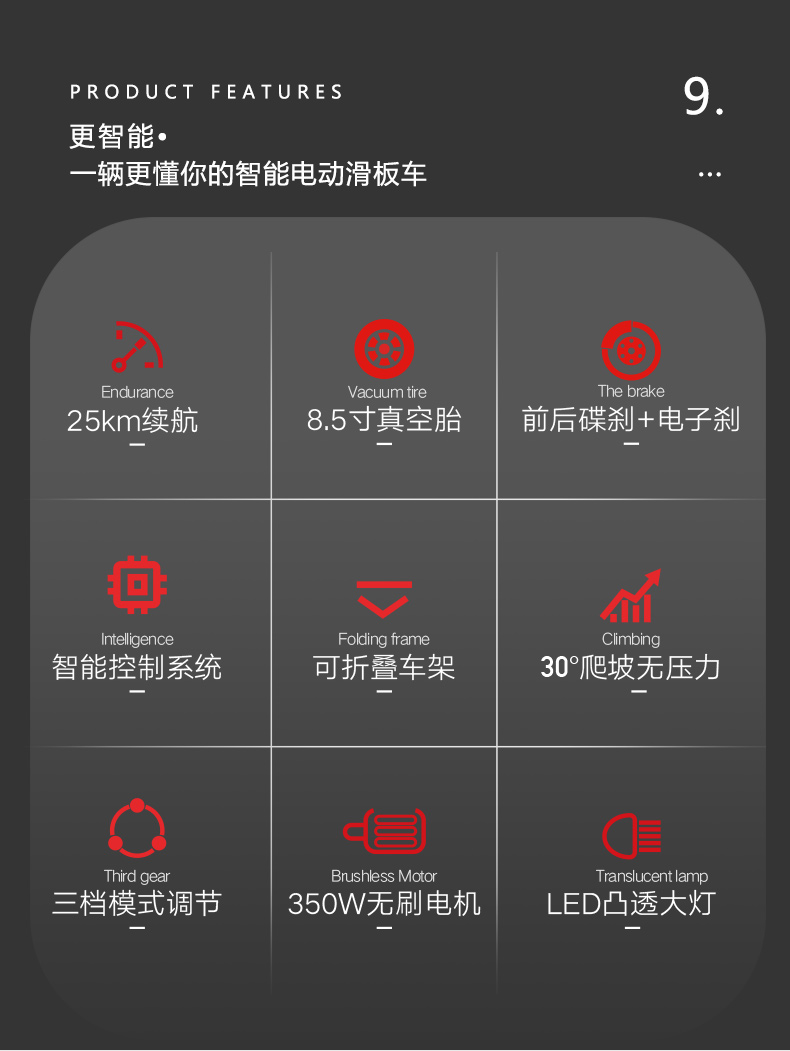 PRODUCT FEATURES
9.
更智能•
一辆更懂你的智能电动滑板车
...
Endurance
25km续航
Vacuum tire
8.5寸真空胎
The brake
前后碟刹+电子刹
Intelligence
智能控制系统
Folding frame
可折叠车架
Climbing
30°爬坡无压力
Third gear
三档模式调节
Brushless Motor
350W无刷电机
Translucent lamp
LED凸透大灯